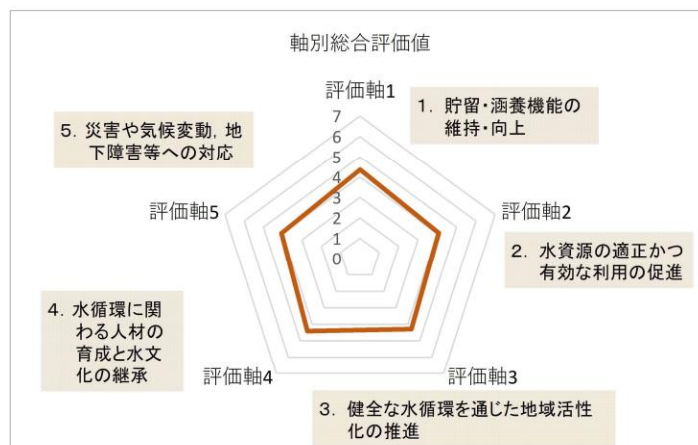 軸別総合評価値
評価軸1
1. 貯留・涵養機能の
維持・向上
5. 災害や気候変動, 地
下障害等への対応
7
6
5
4
3
2
1
0
評価軸5
評価軸2
2. 水資源の適正かつ
有効な利用の促進
4. 水循環に関
わる人材の
育成と水文
化の継承
評価軸4
評価軸3
3. 健全な水循環を通じた地域活性
化の推進